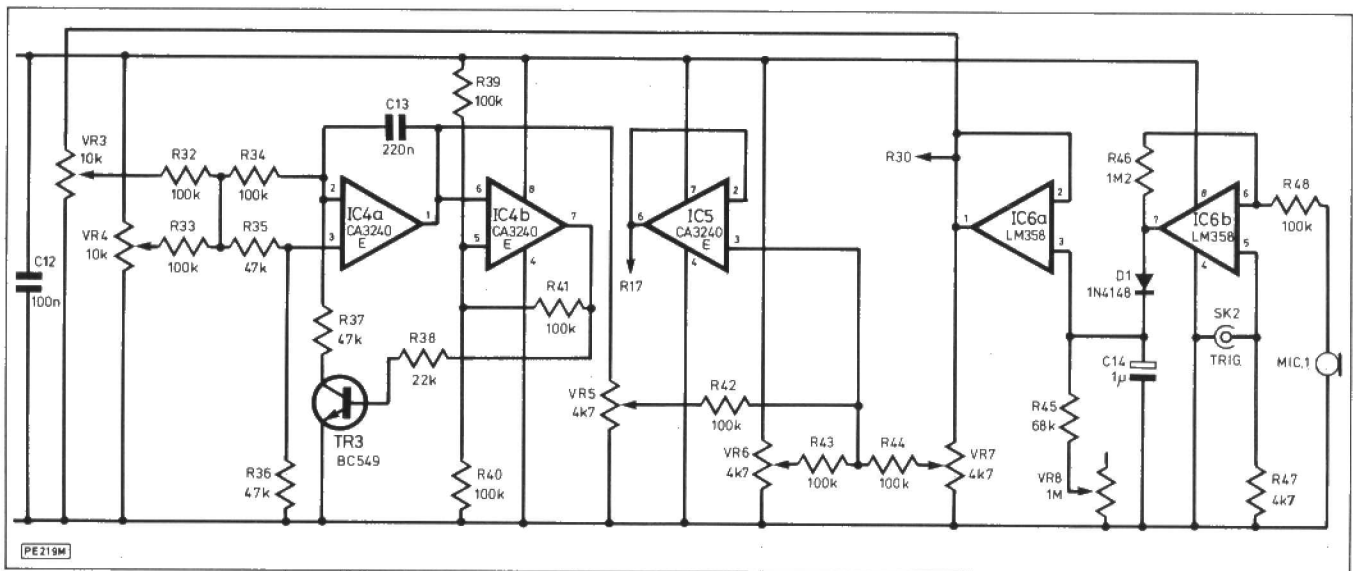 R39
100k
C13
220n
VR3
10k
R32
100k
R34
100k
R33
100k
R35
47k
VR4
10k
C12
100n
2
3
1
IC4a
CA3240
E
6
5
8
7
4
IC4b
CA3240
E
R41
100k
R37
47k
R38
22k
TR3
BC549
R36
47k
R40
100k
VR5
4k7
R42
100k
R17
6
7
2
3
4
IC5
CA3240
E
VR6
4k7
R43
100k
R44
100k
VR7
4k7
R30
1
2
3
IC6a
LM358
R46
1M2
8
7
6
5
4
IC6b
LM358
R48
100k
D1
1N4148
SK2
TRIG
C14
1µ
MIC.1
R45
68k
VR8
1M
R47
4k7
PE219M